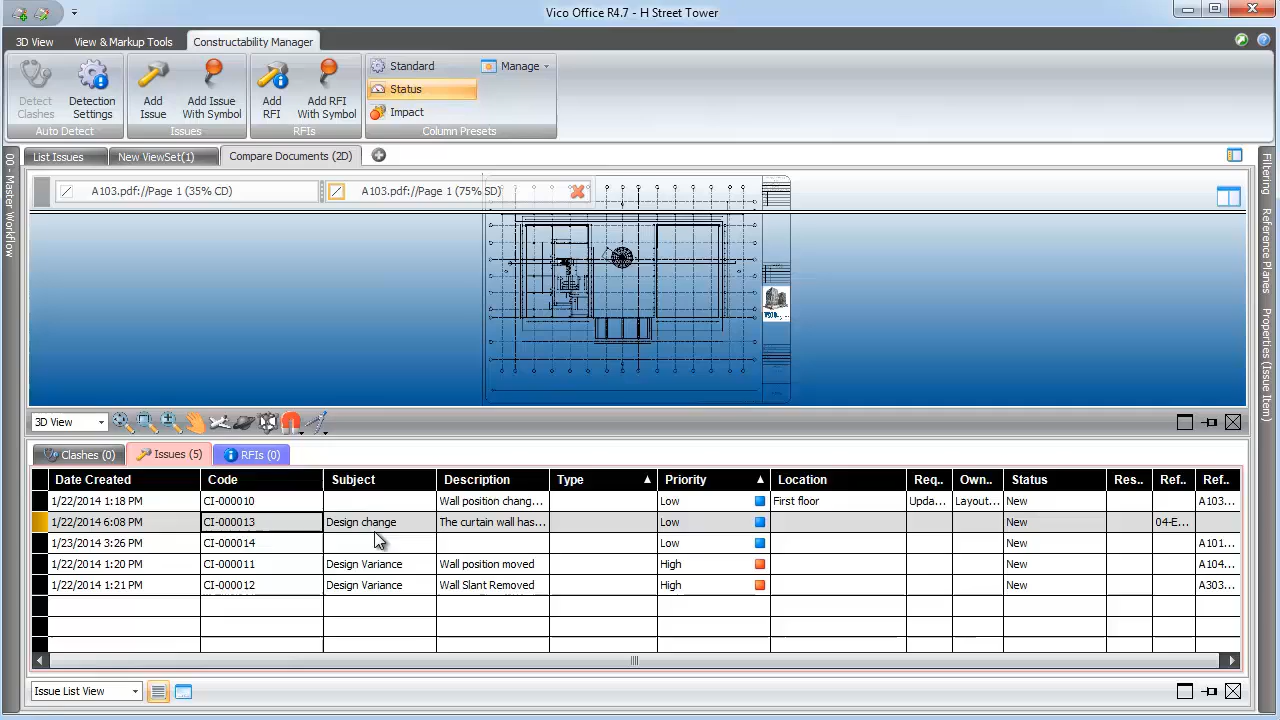 Vico Office R4.7 - H Street Tower
3D View
View & Markup Tools
Constructability Manager
Detect Clashes
Detection Settings
Add Issue
Add Issue With Symbol
Add RFI
Add RFI With Symbol
Standard
Status
Impact
Manage
Auto Detect
Issues
RFIs
Column Presets
List Issues
New ViewSet(1)
Compare Documents (2D)
A103.pdf://Page 1 (35% CD)
A103.pdf://Page 1 (75% SD)
00 - Master Workflow
Filtering
Reference Planes
Properties (Issue Item)
3D View
Clashes (0)
Issues (5)
RFIs (0)
Date Created Code Subject Description Type Priority Location Req.. Own.. Status Res... Ref... Ref..
1/22/2014 1:18 PM CI-000010 Wall position chang... Low First floor Upda... Layout... New A103...
1/22/2014 6:08 PM CI-000013 Design change The curtain wall has... Low New 04-E...
1/23/2014 3:26 PM CI-000014 Low New A101...
1/22/2014 1:20 PM CI-000011 Design Variance Wall position moved High New A104...
1/22/2014 1:21 PM CI-000012 Design Variance Wall Slant Removed High New A303...
Issue List View